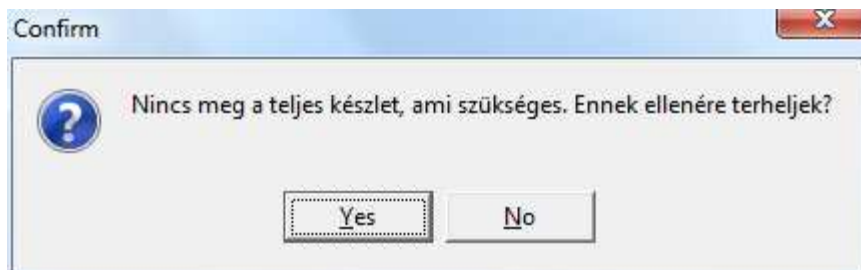 Confirm
Nincs meg a teljes készlet, ami szükséges. Ennek ellenére terheljek?
Yes
No